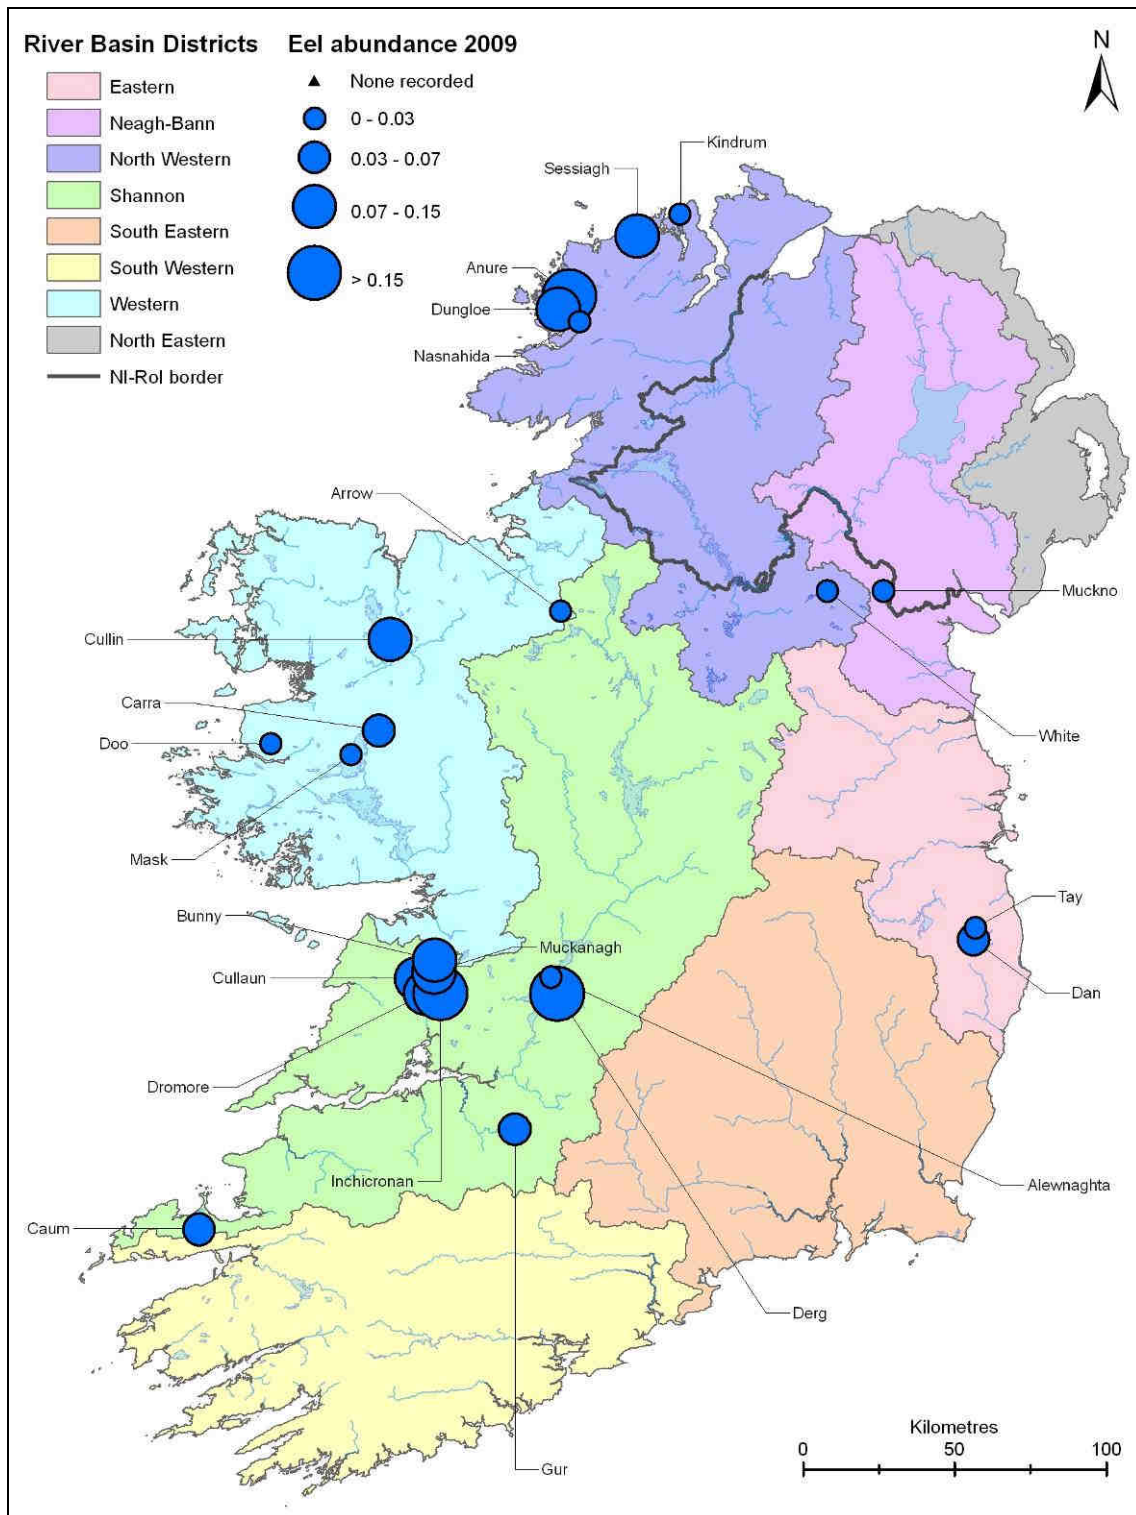 River Basin Districts
Eastern
Neagh-Bann
North Western
Shannon
South Eastern
South Western
Western
North Eastern
NI-RoI border
Eel abundance 2009
None recorded
0 - 0.03
0.03 - 0.07
0.07 - 0.15
> 0.15
N
Kindrum
Sessiagh
Anure
Dungloe
Nasnahida
Arrow
Muckno
Cullin
Carra
Doo
White
Mask
Tay
Bunny
Muckanagh
Cullaun
Dan
Dromore
Inchicronan
Alewnaghta
Caum
Derg
Gur
Kilometres
0 50 100